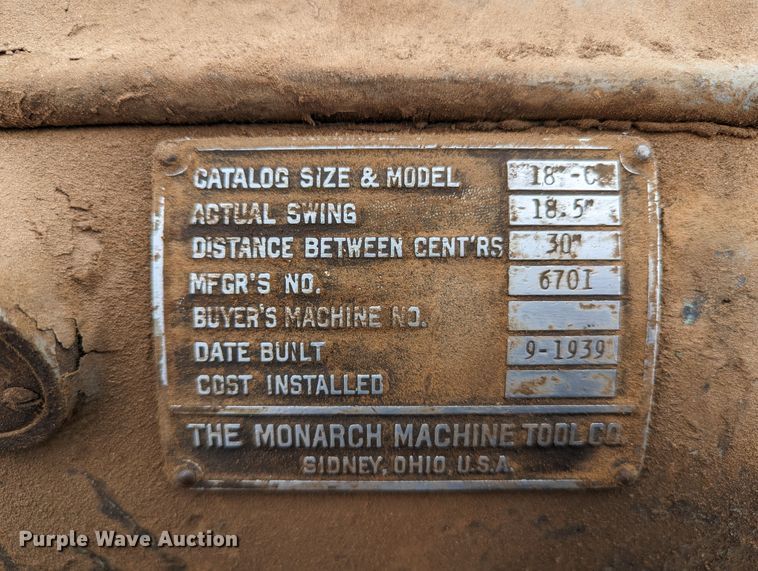 CATALOG SIZE & MODEL 18"-C
ACTUAL SWING 18.5"
DISTANCE BETWEEN CENT'RS 30"
MFGR'S NO. 6701
BUYER'S MACHINE NO.
DATE BUILT 9-1939
COST INSTALLED
THE MONARCH MACHINE TOOL CO.
SIDNEY, OHIO, U.S.A.
Purple Wave Auction